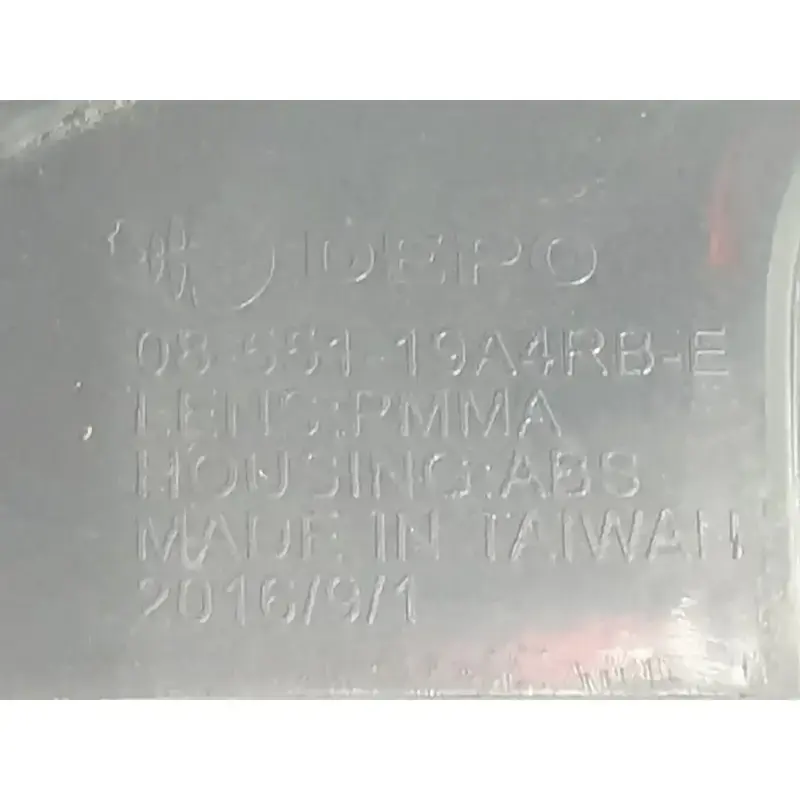 DEPO
08-551-19A4RB-E
LENS:PMMA
HOUSING:ABS
MADE IN TAIWAN
2016/9/1